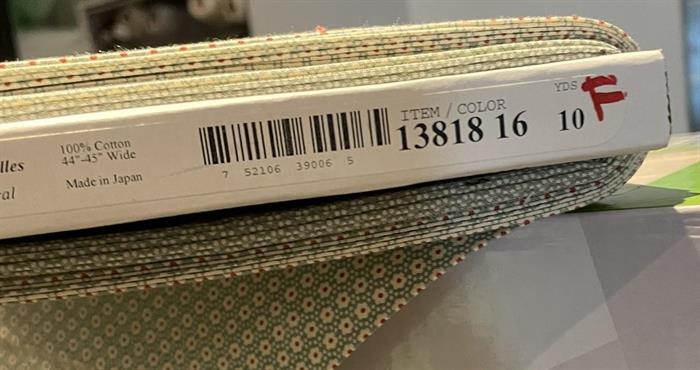 lles
ral
100% Cotton
44"-45" Wide
Made in Japan
7 52106 39006 5
ITEM / COLOR
13818 16
YDS
10
F